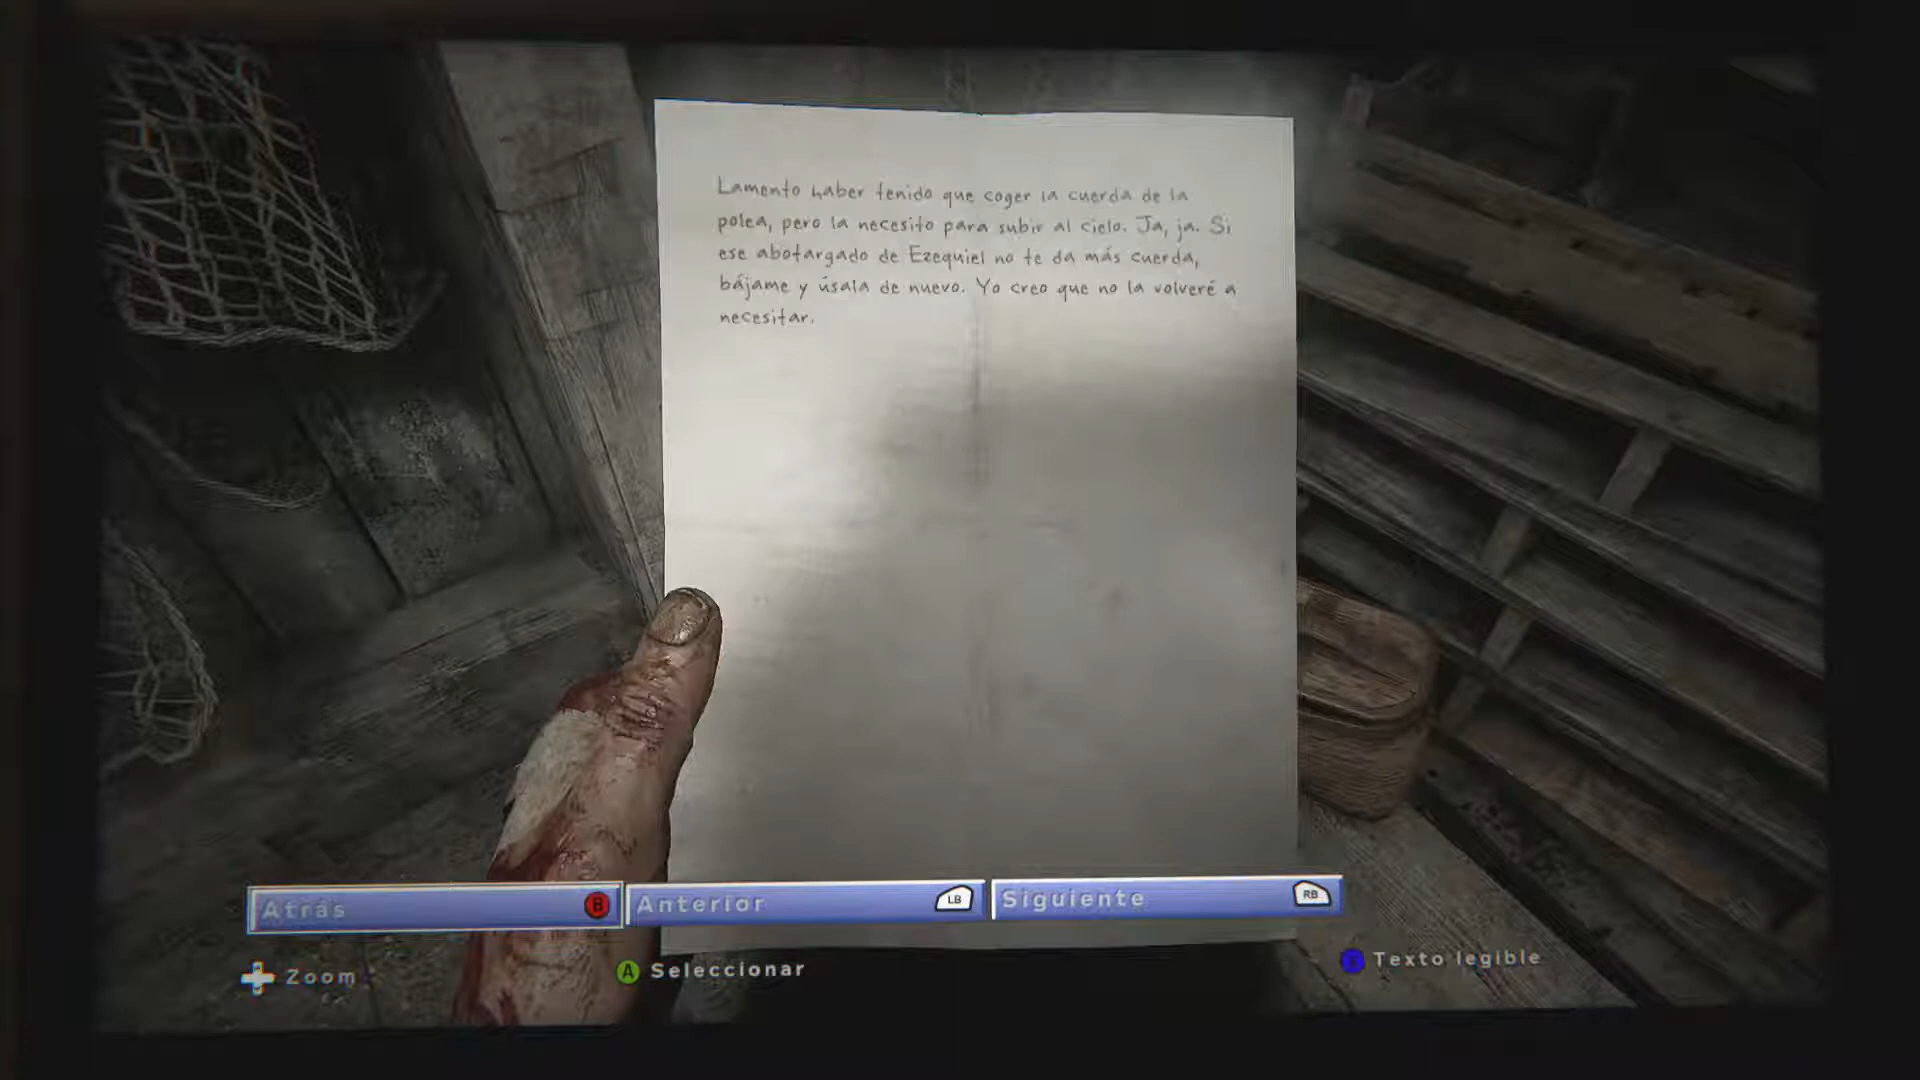 Lamento haber tenido que coger la cuerda de la
polea, pero la necesito para subir al cielo. Ja, ja. Si
ese abotargado de Ezequiel no te da más cuerda,
bájame y úsala de nuevo. Yo creo que no la volveré a
necesitar.
Atrás B Anterior LB Siguiente RB
Zoom A Seleccionar X Texto legible